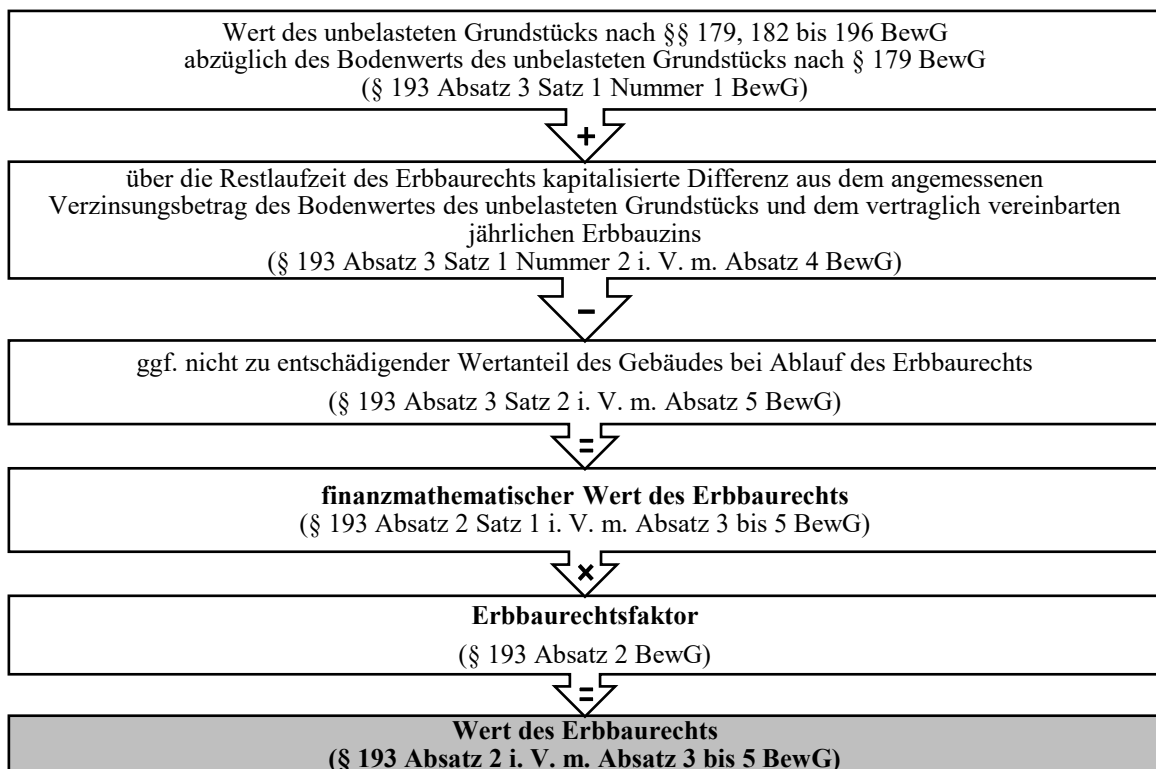 Wert des unbelasteten Grundstücks nach §§ 179, 182 bis 196 BewG
abzüglich des Bodenwerts des unbelasteten Grundstücks nach § 179 BewG
(§ 193 Absatz 3 Satz 1 Nummer 1 BewG)
+
über die Restlaufzeit des Erbbaurechts kapitalisierte Differenz aus dem angemessenen
Verzinsungsbetrag des Bodenwertes des unbelasteten Grundstücks und dem vertraglich vereinbarten
jährlichen Erbbauzins
(§ 193 Absatz 3 Satz 1 Nummer 2 i. V. m. Absatz 4 BewG)
−
ggf. nicht zu entschädigender Wertanteil des Gebäudes bei Ablauf des Erbbaurechts
(§ 193 Absatz 3 Satz 2 i. V. m. Absatz 5 BewG)
=
finanzmathematischer Wert des Erbbaurechts
(§ 193 Absatz 2 Satz 1 i. V. m. Absatz 3 bis 5 BewG)
×
Erbbaurechtsfaktor
(§ 193 Absatz 2 BewG)
=
Wert des Erbbaurechts
(§ 193 Absatz 2 i. V. m. Absatz 3 bis 5 BewG)